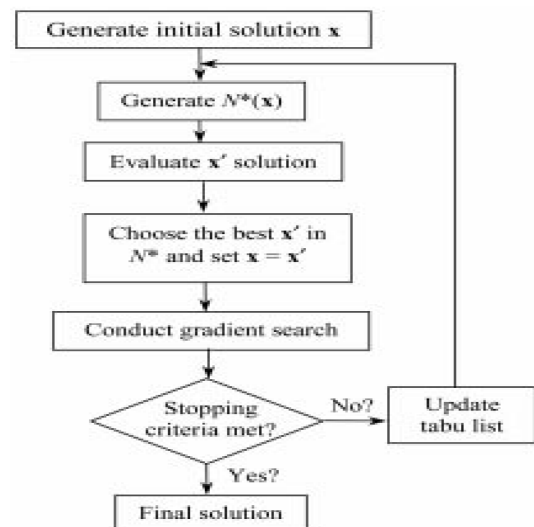 Generate initial solution x
Generate N*(x)
Evaluate x′ solution
Choose the best x′ in
N* and set x = x′
Conduct gradient search
Stopping
criteria met?
No?
Update
tabu list
Yes?
Final solution